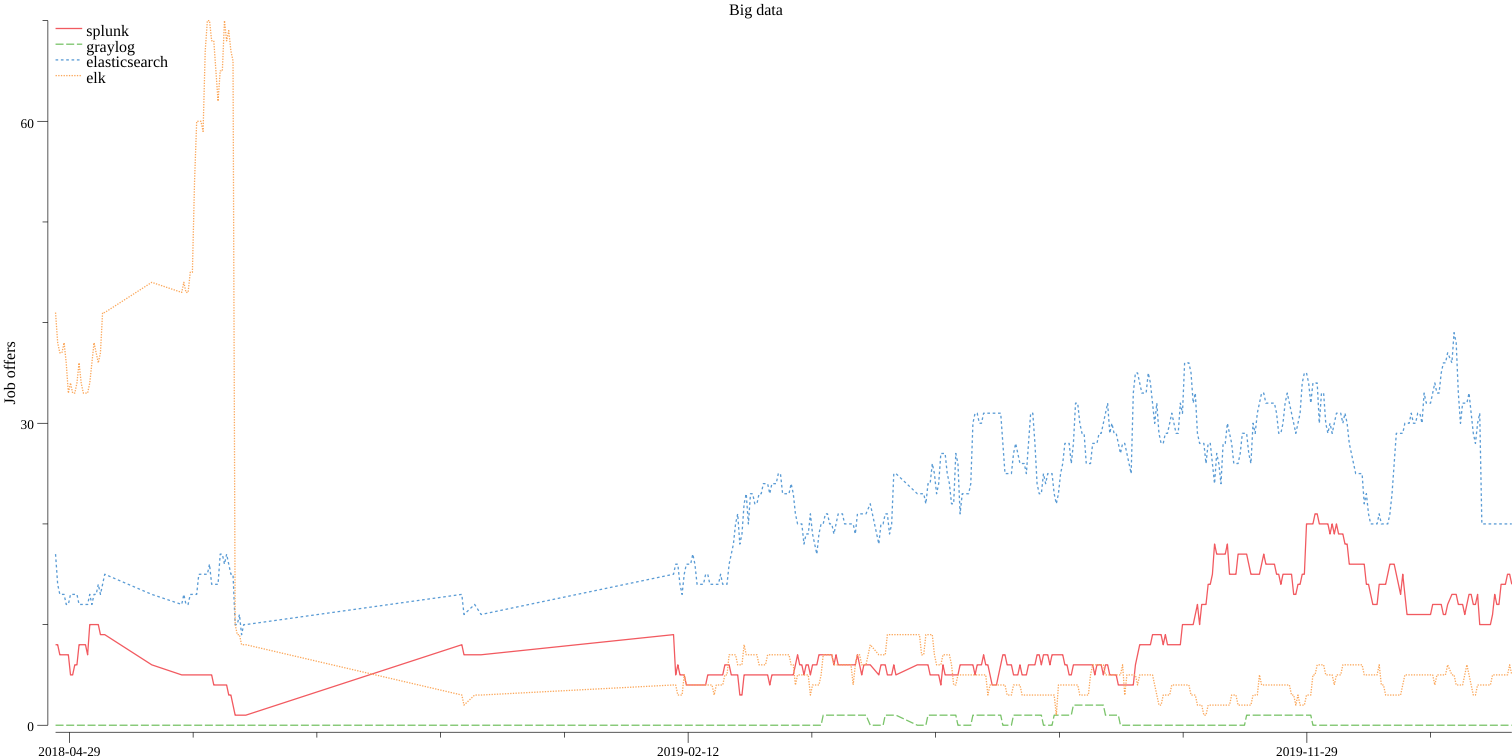 Big data
splunk
graylog
elasticsearch
elk
60
30
0
Job offers
2018-04-29
2019-02-12
2019-11-29